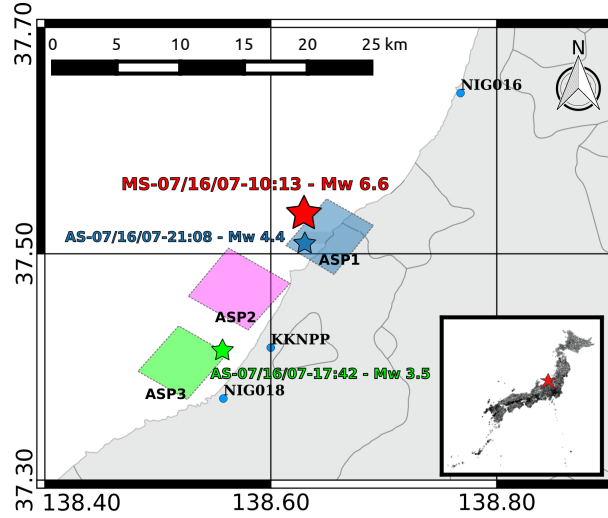 37.70
0 5 10 15 20 25 km
N
NIG016
MS-07/16/07-10:13 - Mw 6.6
AS-07/16/07-21:08 - Mw 4.4
ASP1
37.50
ASP2
KKNPP
AS-07/16/07-17:42 - Mw 3.5
ASP3
NIG018
37.30
138.40 138.60 138.80